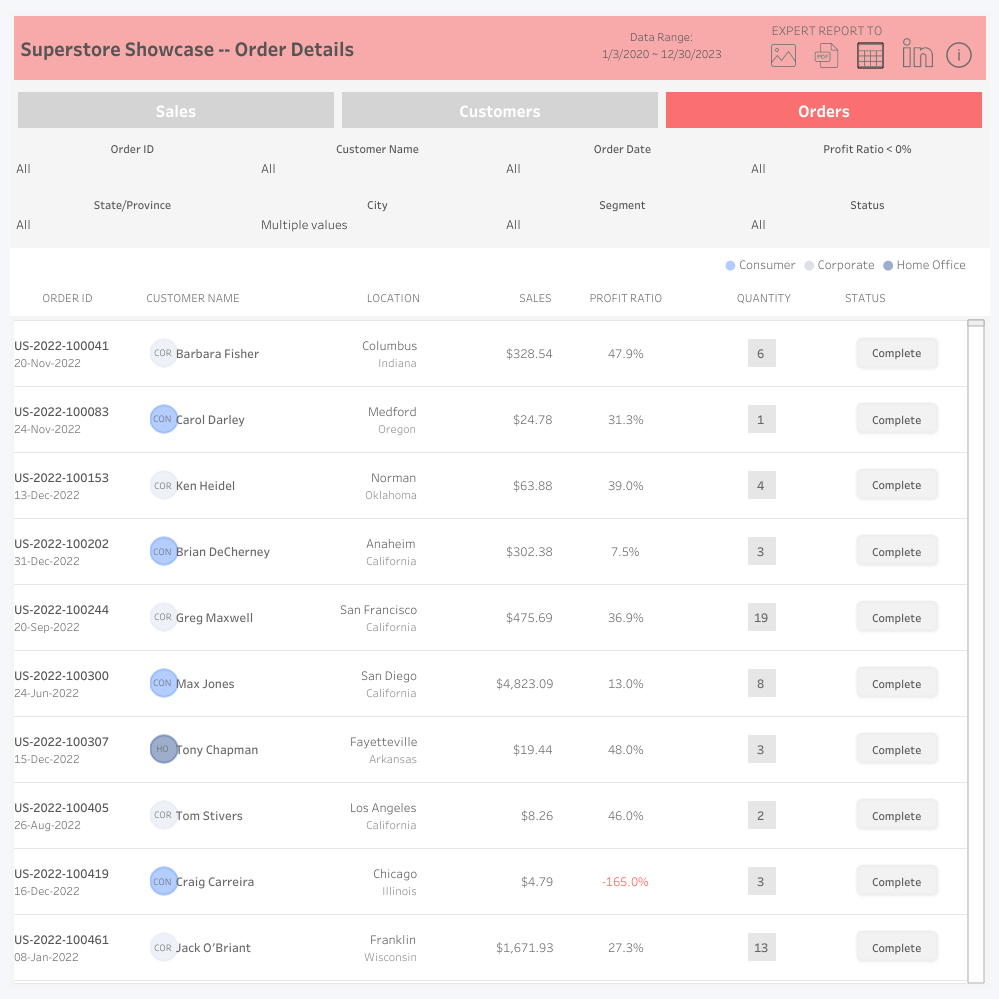 Superstore Showcase -- Order Details
Data Range:
1/3/2020 ~ 12/30/2023
EXPERT REPORT TO
PDF
in
i
Sales Customers Orders
Order ID Customer Name Order Date Profit Ratio < 0%
All All All All
State/Province City Segment Status
All Multiple values All All
Consumer Corporate Home Office
ORDER ID CUSTOMER NAME LOCATION SALES PROFIT RATIO QUANTITY STATUS
US-2022-100041
20-Nov-2022
COR Barbara Fisher
Columbus
Indiana
$328.54 47.9% 6 Complete
US-2022-100083
24-Nov-2022
CON Carol Darley
Medford
Oregon
$24.78 31.3% 1 Complete
US-2022-100153
13-Dec-2022
COR Ken Heidel
Norman
Oklahoma
$63.88 39.0% 4 Complete
US-2022-100202
31-Dec-2022
CON Brian DeCherney
Anaheim
California
$302.38 7.5% 3 Complete
US-2022-100244
20-Sep-2022
COR Greg Maxwell
San Francisco
California
$475.69 36.9% 19 Complete
US-2022-100300
24-Jun-2022
CON Max Jones
San Diego
California
$4,823.09 13.0% 8 Complete
US-2022-100307
15-Dec-2022
HO Tony Chapman
Fayetteville
Arkansas
$19.44 48.0% 3 Complete
US-2022-100405
26-Aug-2022
COR Tom Stivers
Los Angeles
California
$8.26 46.0% 2 Complete
US-2022-100419
16-Dec-2022
CON Craig Carreira
Chicago
Illinois
$4.79 -165.0% 3 Complete
US-2022-100461
08-Jan-2022
COR Jack O'Briant
Franklin
Wisconsin
$1,671.93 27.3% 13 Complete